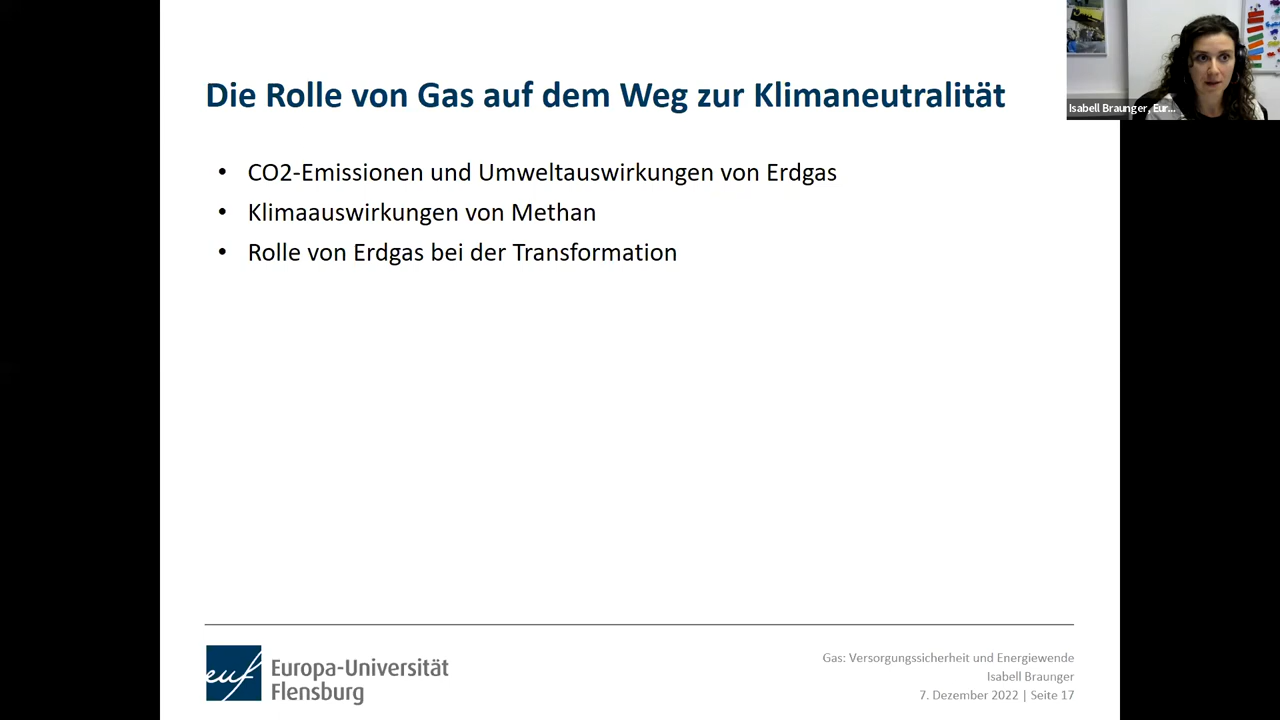 Die Rolle von Gas auf dem Weg zur Klimaneutralität
Isabell Braunger, Eur...
• CO2-Emissionen und Umweltauswirkungen von Erdgas
• Klimaauswirkungen von Methan
• Rolle von Erdgas bei der Transformation
euf
Europa-Universität
Flensburg
Gas: Versorgungssicherheit und Energiewende
Isabell Braunger
7. Dezember 2022 | Seite 17